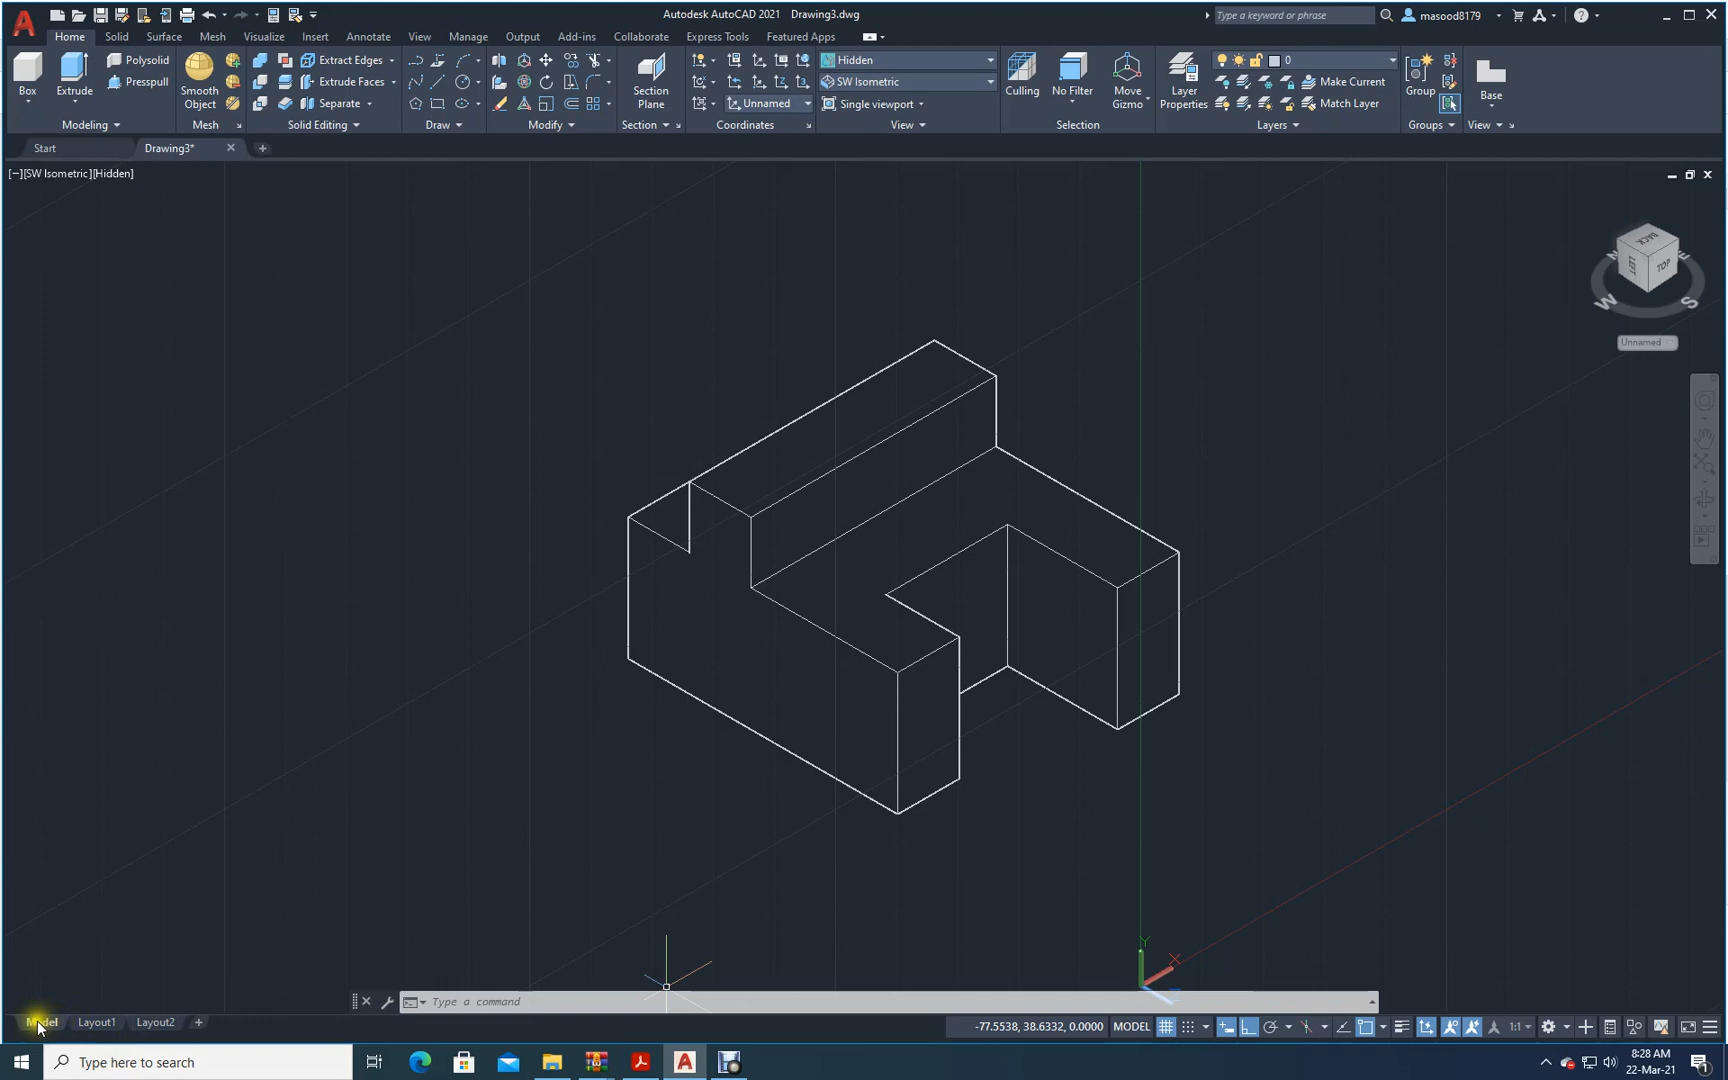 Autodesk AutoCAD 2021 Drawing3.dwg
Type a keyword or phrase
masood8179
Home Solid Surface Mesh Visualize Insert Annotate View Manage Output Add-ins Collaborate Express Tools Featured Apps
Box
Extrude
Polysolid
Presspull
Modeling
Smooth Object
Mesh
Extract Edges
Extrude Faces
Separate
Solid Editing
Draw
Modify
Section Plane
Section
Unnamed
Coordinates
Hidden
SW Isometric
Single viewport
View
Culling
No Filter
Move Gizmo
Selection
Layer Properties
0
Make Current
Match Layer
Layers
Group
Groups
Base
View
Start
Drawing3*
[−][SW Isometric][Hidden]
BACK
LEFT
TOP
N
E
W
S
Unnamed
Y
X
Type a command
Model Layout1 Layout2
-77.5538, 38.6332, 0.0000 MODEL
1:1
Type here to search
8:28 AM
22-Mar-21
1